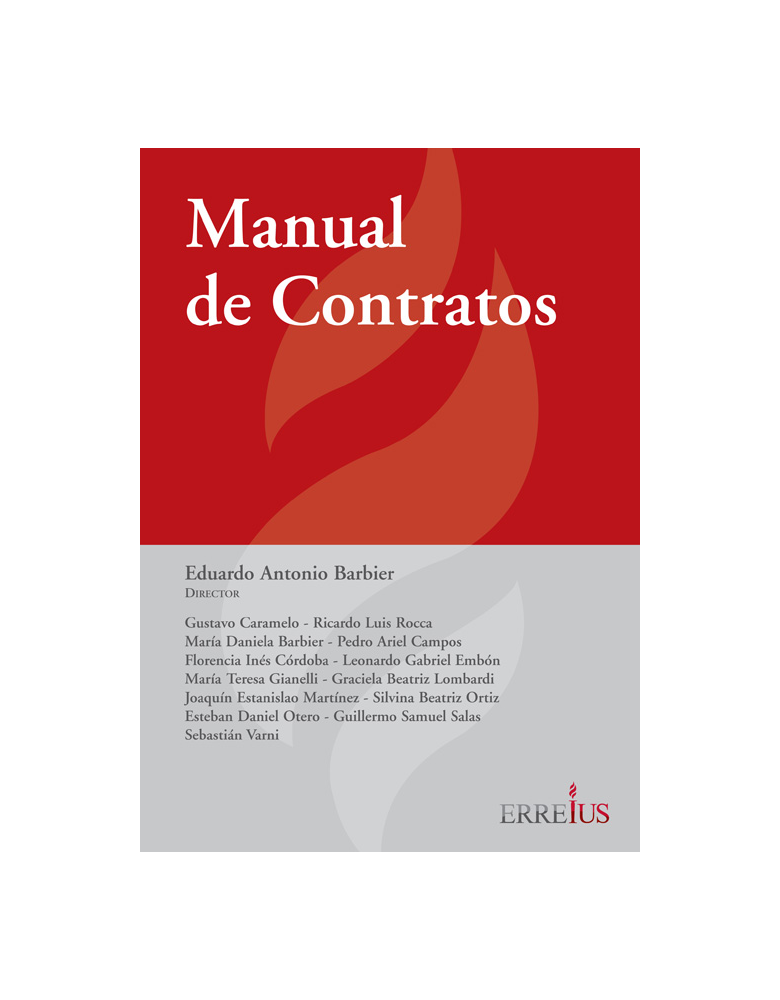 Manual
de Contratos
Eduardo Antonio Barbier
Director
Gustavo Caramelo - Ricardo Luis Rocca
María Daniela Barbier - Pedro Ariel Campos
Florencia Inés Córdoba - Leonardo Gabriel Embón
María Teresa Gianelli - Graciela Beatriz Lombardi
Joaquín Estanislao Martínez - Silvina Beatriz Ortiz
Esteban Daniel Otero - Guillermo Samuel Salas
Sebastián Varni
ERREIUS